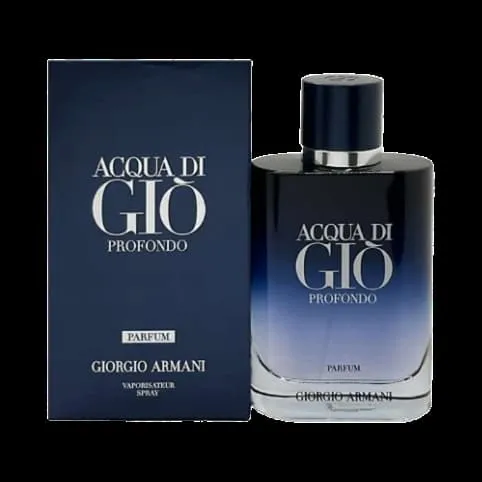 ACQUA DI
GIÒ
PROFONDO
PARFUM
GIORGIO ARMANI
VAPORISATEUR
SPRAY
ACQUA DI
GIÒ
PROFONDO
PARFUM
GIORGIO ARMANI